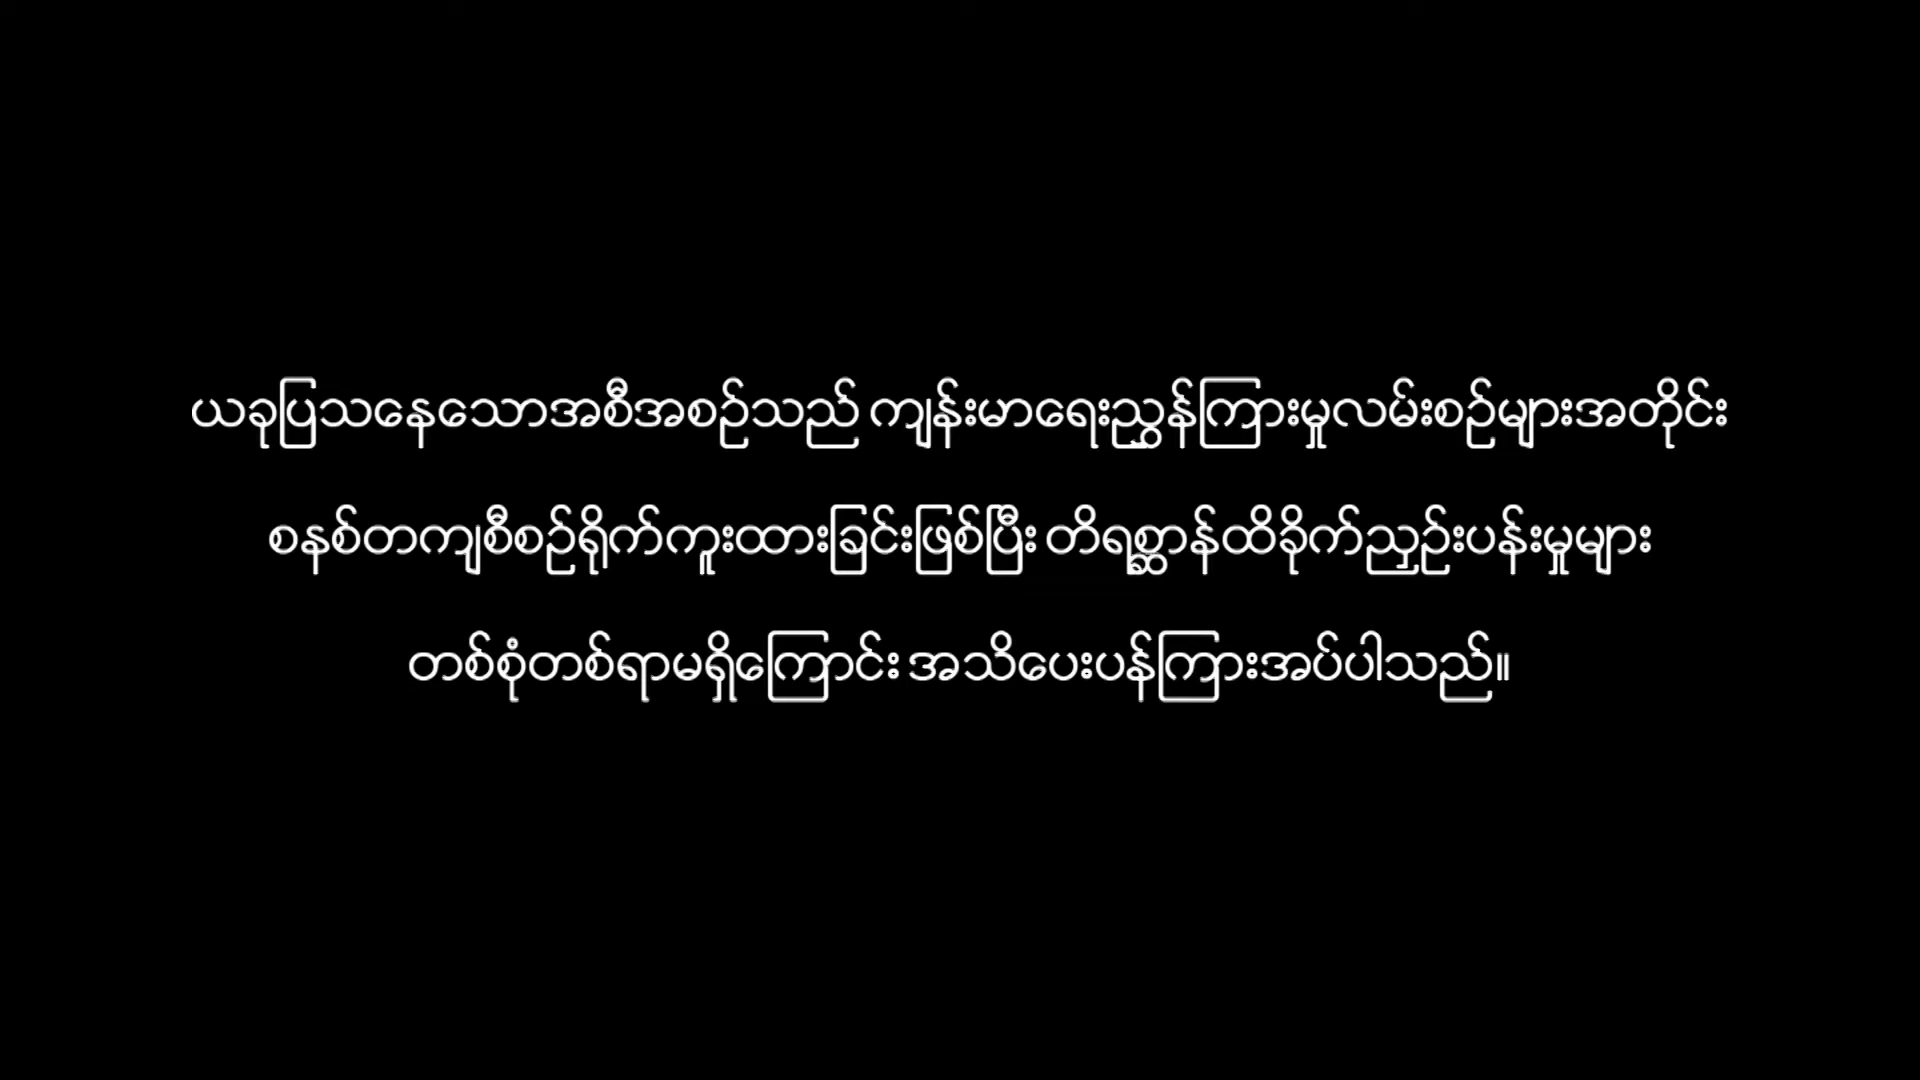 ယခုပြသနေသောအစီအစဉ်သည် ကျန်းမာရေးညွှန်ကြားမှုလမ်းစဉ်များအတိုင်း
စနစ်တကျစီစဉ်ရိုက်ကူးထားခြင်းဖြစ်ပြီး တိရစ္ဆာန်ထိခိုက်ညှဉ်းပန်းမှုများ
တစ်စုံတစ်ရာမရှိကြောင်း အသိပေးပန်ကြားအပ်ပါသည်။